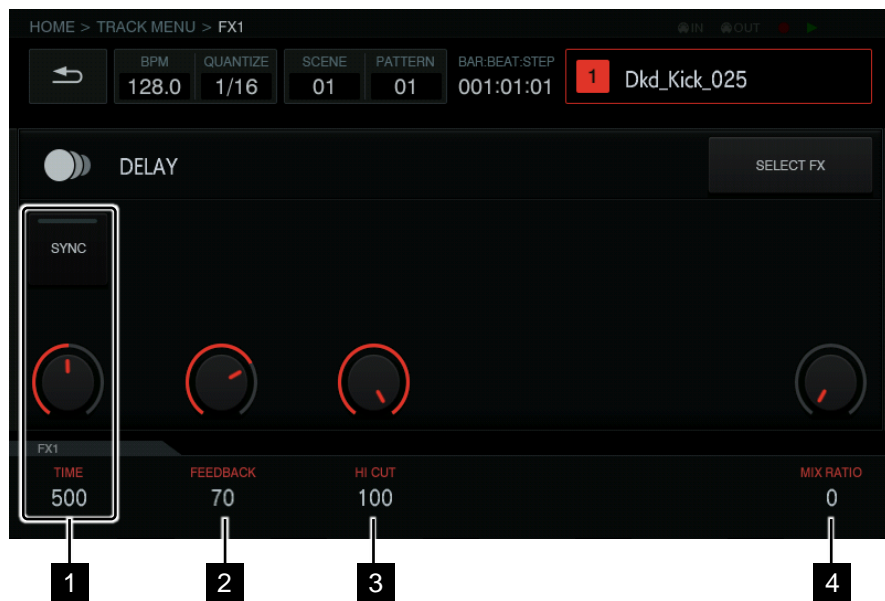 HOME > TRACK MENU > FX1 IN OUT
BPM QUANTIZE SCENE PATTERN BAR:BEAT:STEP
128.0 1/16 01 01 001:01:01 1 Dkd_Kick_025
DELAY SELECT FX
SYNC
FX1
TIME FEEDBACK HI CUT MIX RATIO
500 70 100 0
1 2 3 4